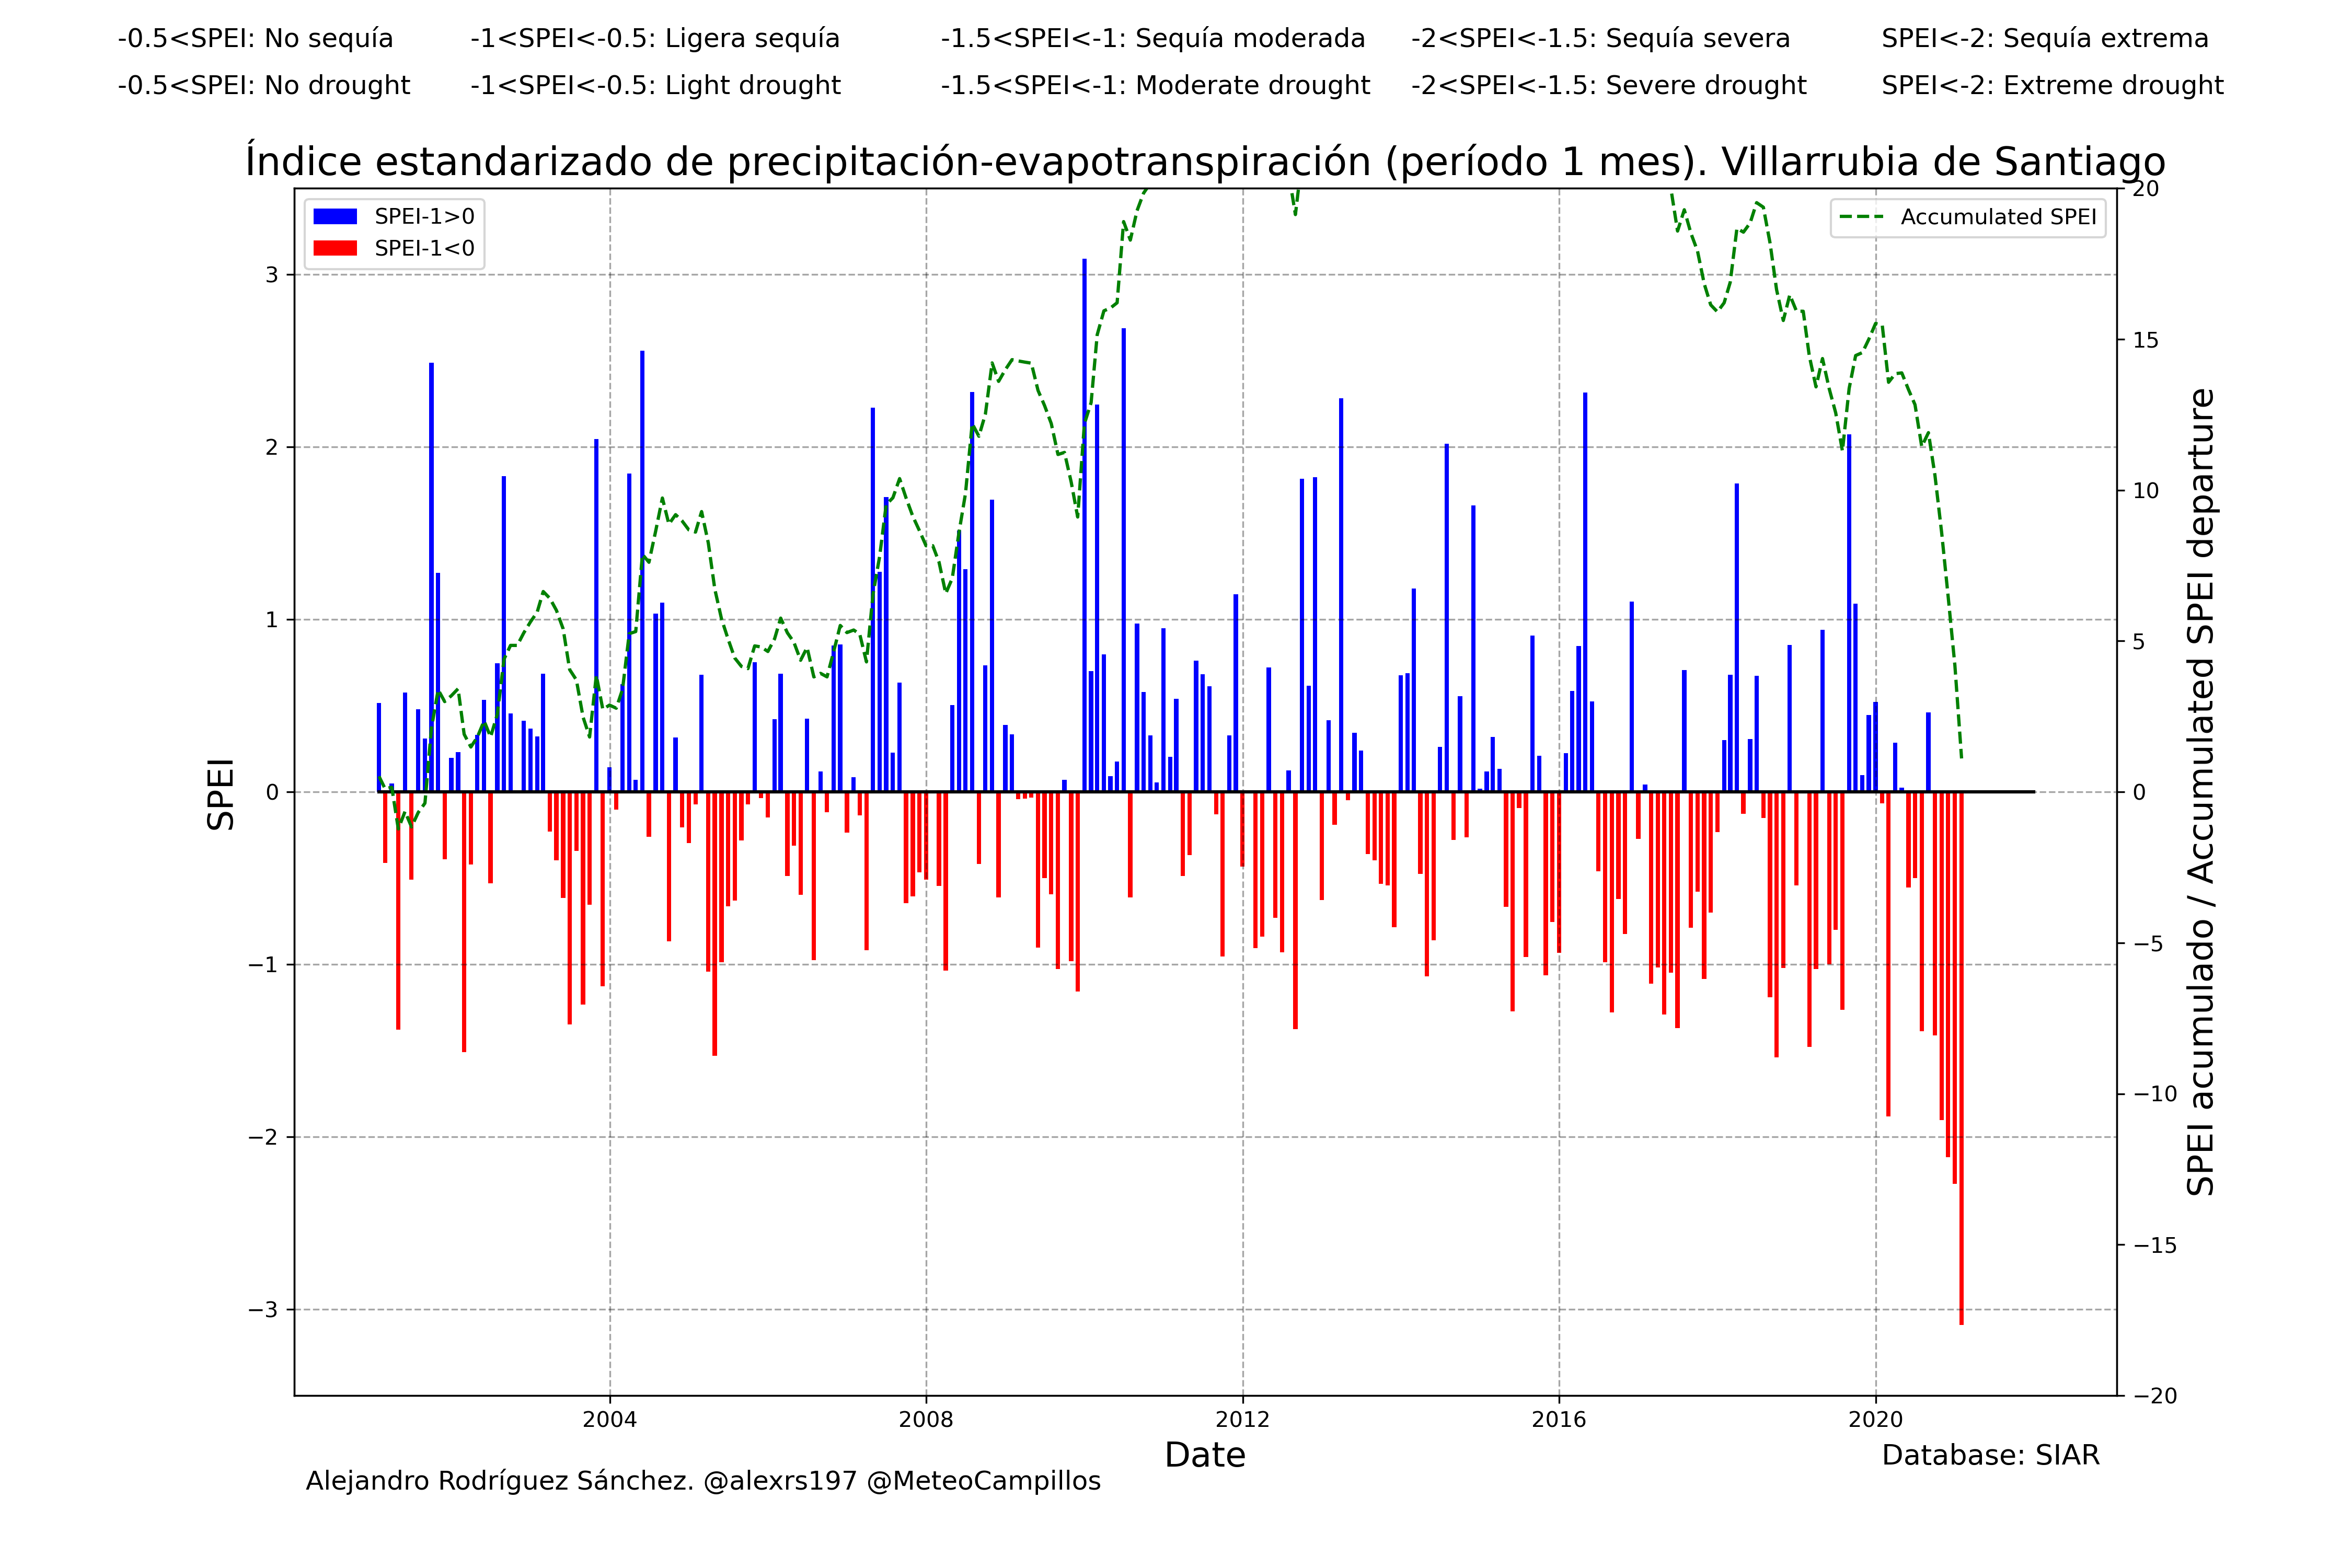 -0.5<SPEI: No sequía -1<SPEI<-0.5: Ligera sequía -1.5<SPEI<-1: Sequía moderada -2<SPEI<-1.5: Sequía severa SPEI<-2: Sequía extrema
-0.5<SPEI: No drought -1<SPEI<-0.5: Light drought -1.5<SPEI<-1: Moderate drought -2<SPEI<-1.5: Severe drought SPEI<-2: Extreme drought
Índice estandarizado de precipitación-evapotranspiración (período 1 mes). Villarrubia de Santiago
SPEI-1>0
SPEI-1<0
Accumulated SPEI
SPEI
3
2
1
0
−1
−2
−3
20
15
10
5
0
−5
−10
−15
−20
SPEI acumulado / Accumulated SPEI departure
2004 2008 2012 2016 2020
Date
Database: SIAR
Alejandro Rodríguez Sánchez. @alexrs197 @MeteoCampillos